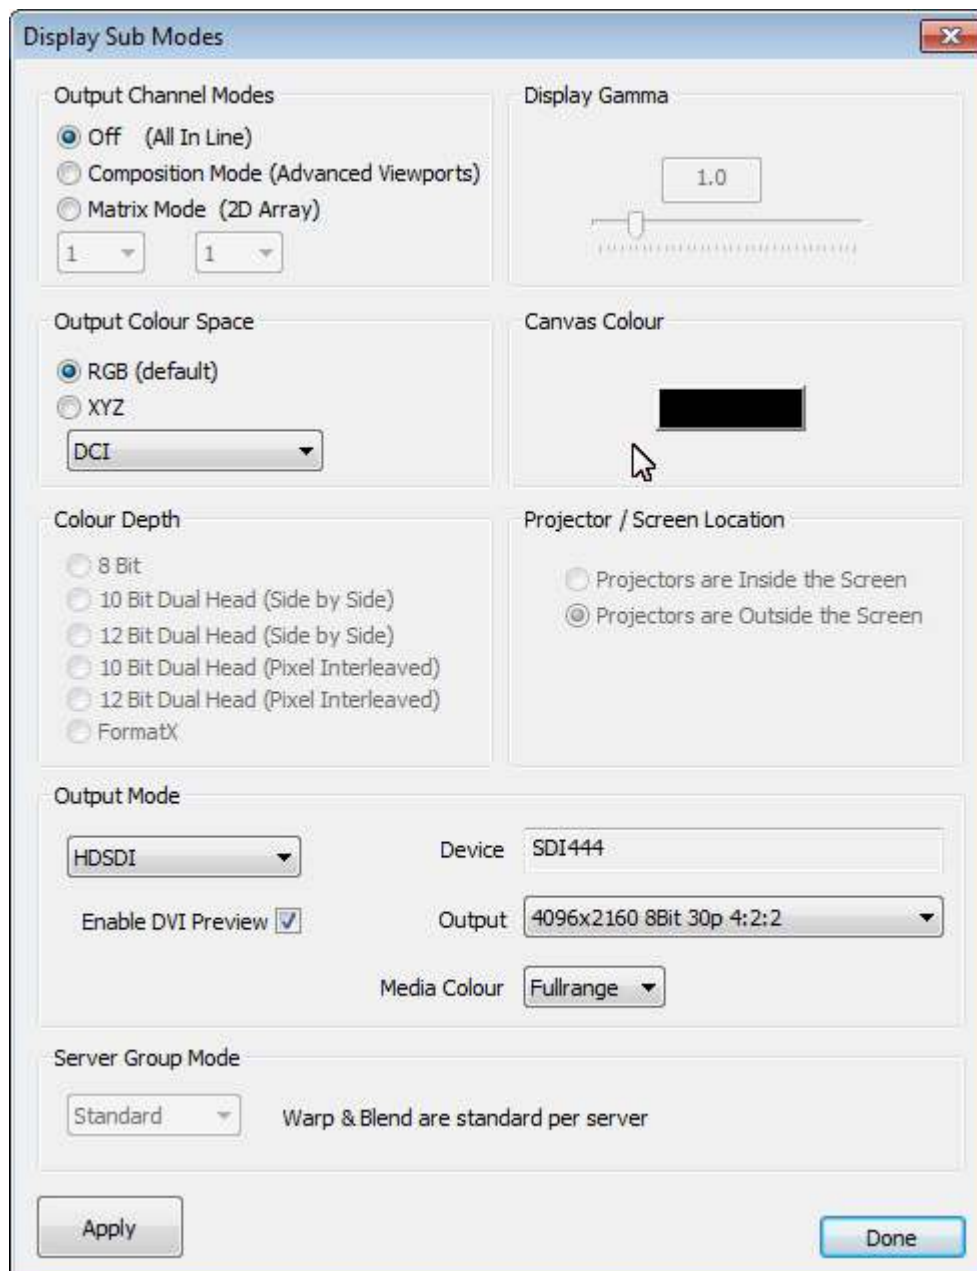 Display Sub Modes
Output Channel Modes
Off (All In Line)
Composition Mode (Advanced Viewports)
Matrix Mode (2D Array)
1 1
Display Gamma
1.0
Output Colour Space
RGB (default)
XYZ
DCI
Canvas Colour
Colour Depth
8 Bit
10 Bit Dual Head (Side by Side)
12 Bit Dual Head (Side by Side)
10 Bit Dual Head (Pixel Interleaved)
12 Bit Dual Head (Pixel Interleaved)
FormatX
Projector / Screen Location
Projectors are Inside the Screen
Projectors are Outside the Screen
Output Mode
HDSDI
Device SDI444
Enable DVI Preview
Output 4096x2160 8Bit 30p 4:2:2
Media Colour Fullrange
Server Group Mode
Standard Warp & Blend are standard per server
Apply
Done